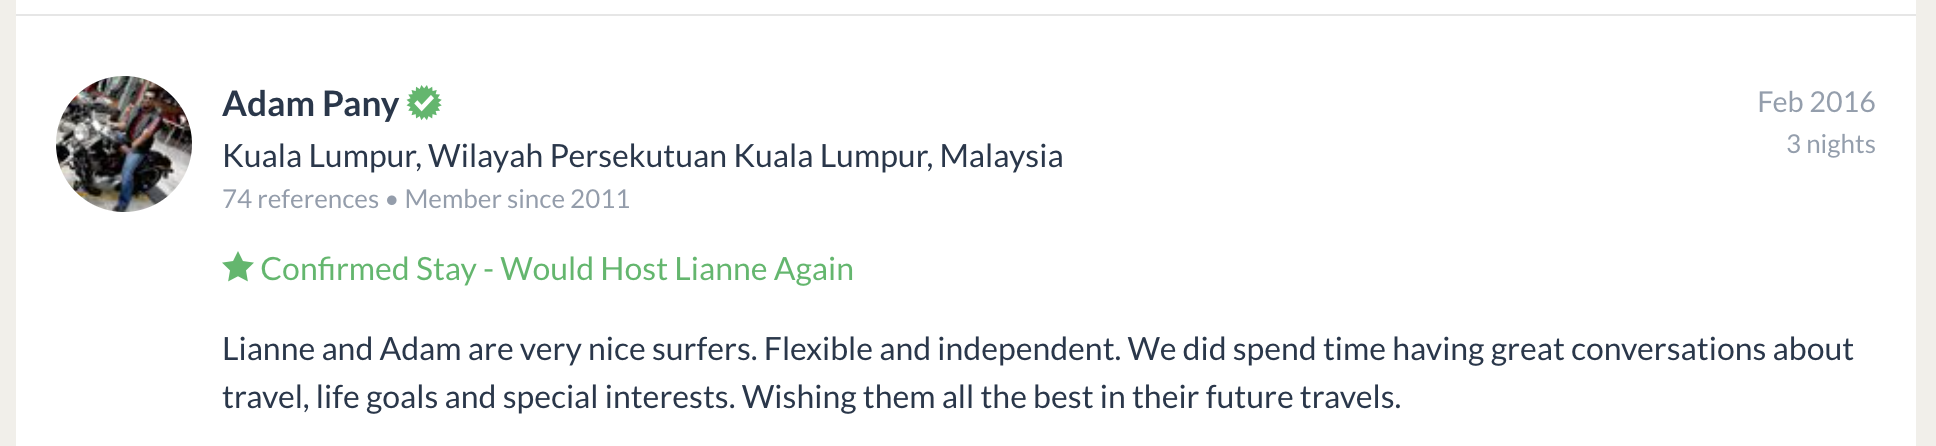 Adam Pany
Feb 2016
Kuala Lumpur, Wilayah Persekutuan Kuala Lumpur, Malaysia
3 nights
74 references • Member since 2011
Confirmed Stay - Would Host Lianne Again
Lianne and Adam are very nice surfers. Flexible and independent. We did spend time having great conversations about
travel, life goals and special interests. Wishing them all the best in their future travels.